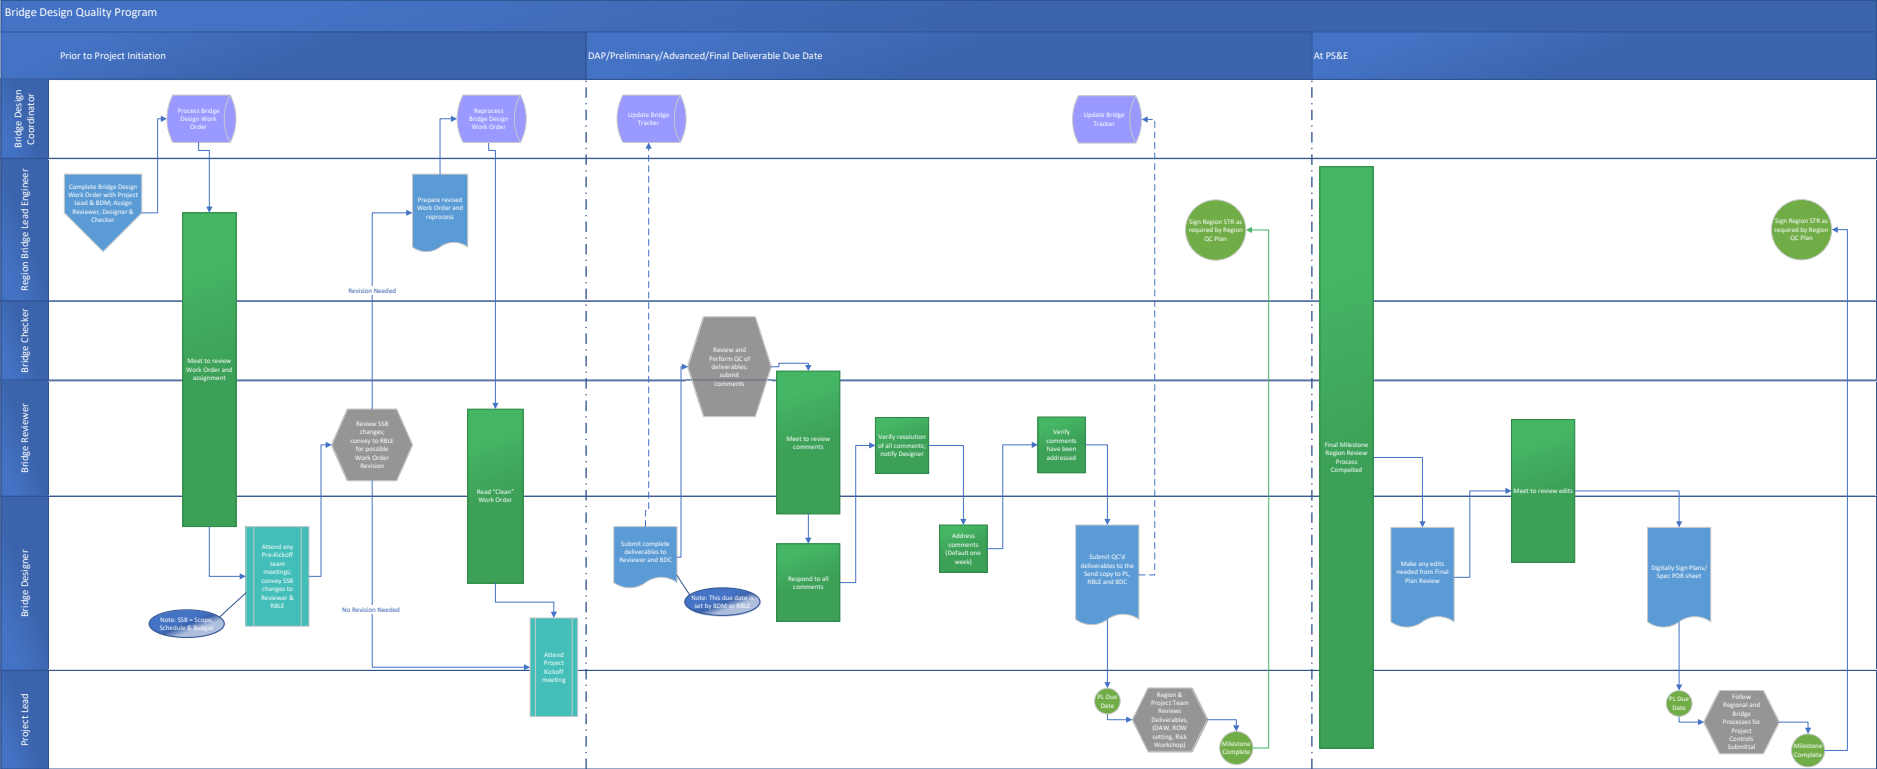 Bridge Design Quality Program
Prior to Project Initiation
DAP/Preliminary/Advanced/Final Deliverable Due Date
At PS&E
Bridge Design
Coordinator
Process Bridge
Design Work
Order
Reprocess
Bridge Design
Work Order
Update Bridge
Tracker
Update Bridge
Tracker
Region Bridge Lead Engineer
Complete Bridge Design
Work Order with Project
Lead & BDM; Assign
Reviewer, Designer &
Checker
Prepare revised
Work Order and
reprocess
Revision Needed
Sign Region STR as
required by Region
QC Plan
Sign Region STR as
required by Region
QC Plan
Bridge Checker
Meet to review
Work Order and
assignment
Review and
Perform QC of
deliverables;
submit
comments
Bridge Reviewer
Review SSB
changes;
convey to RBLE
for possible
Work Order
Revision
Read "Clean"
Work Order
Meet to review
comments
Verify resolution
of all comments;
notify Designer
Verify
comments
have been
addressed
Final Milestone
Region Review
Process
Compelted
Meet to review edits
Bridge Designer
Attend any
Pre-Kickoff
team
meetings;
convey SSB
changes to
Reviewer &
RBLE
Note: SSB = Scope,
Schedule & Budget
No Revision Needed
Attend
Project
Kickoff
meeting
Submit complete
deliverables to
Reviewer and BDC
Note: This due date is
set by BDM or RBLE
Respond to all
comments
Address
comments
(Default one
week)
Submit QC'd
deliverables to the
Send copy to PL,
RBLE and BDC
Make any edits
needed from Final
Plan Review
Digitally Sign Plans/
Spec POR sheet
Project Lead
PL Due
Date
Region &
Project Team
Reviews
Deliverables,
(DAW, ROW
setting, Risk
Workshop)
Milestone
Complete
PL Due
Date
Follow
Regional and
Bridge
Processes for
Project
Controls
Submittal
Milestone
Complete